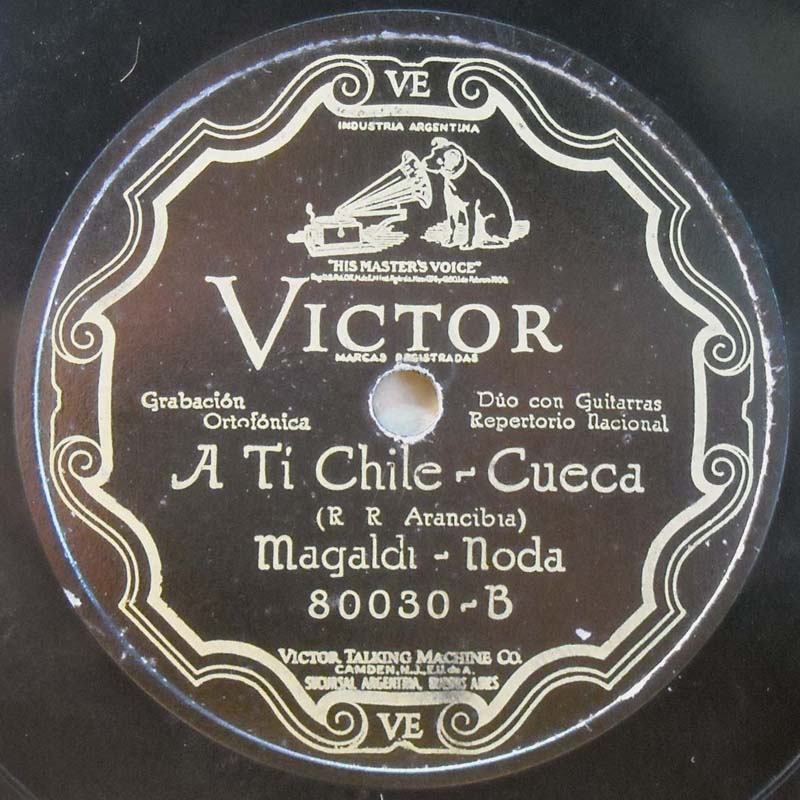 VE
INDUSTRIA ARGENTINA
"HIS MASTER'S VOICE"
VICTOR
MARCAS REGISTRADAS
Grabación
Ortofónica
Dúo con Guitarras
Repertorio Nacional
A Tí Chile - Cueca
(R R Arancibia)
Magaldi - Noda
80030-B
VICTOR TALKING MACHINE CO.
CAMDEN, N.J., E.U. de A.
SUCURSAL ARGENTINA, BUENOS AIRES
VE